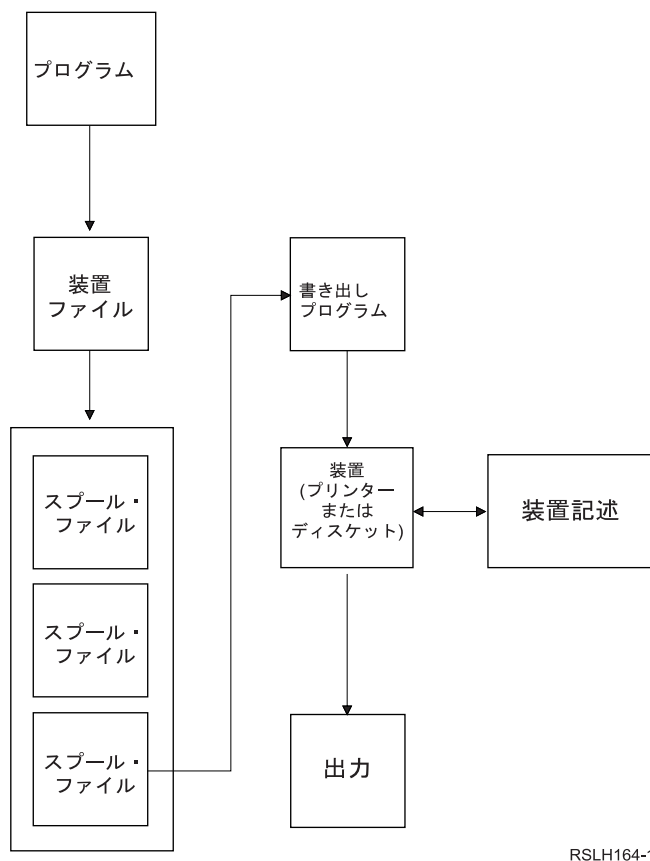 プログラム
装置
ファイル
書き出し
プログラム
スプール・
ファイル
スプール・
ファイル
スプール・
ファイル
装置
(プリンター
または
ディスケット)
装置記述
出力
RSLH164-1